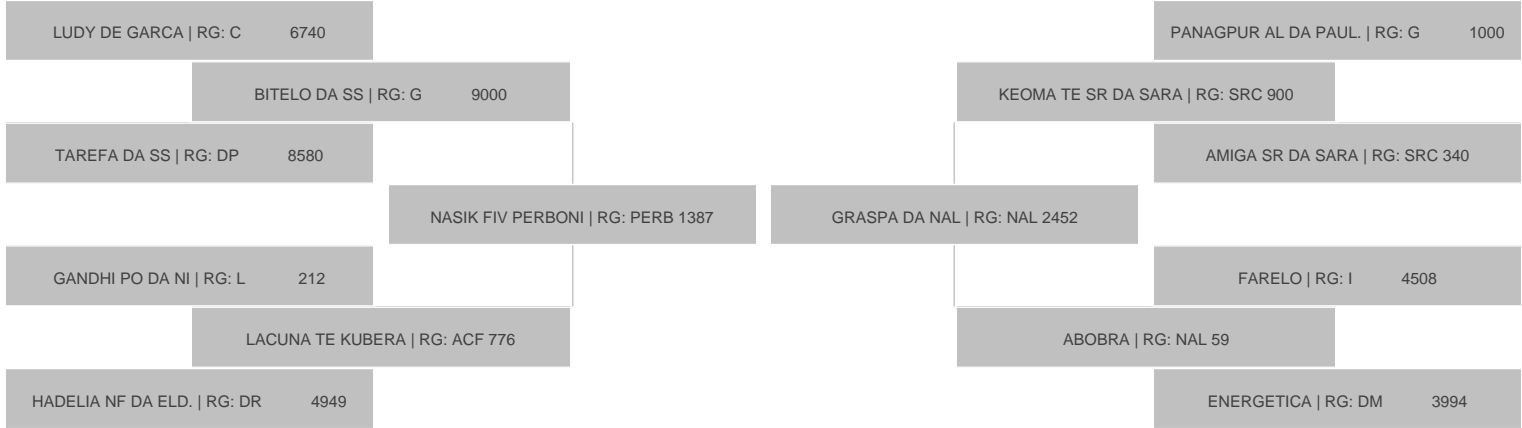 LUDY DE GARCA | RG: C 6740
PANAGPUR AL DA PAUL. | RG: G 1000
BITELO DA SS | RG: G 9000
KEOMA TE SR DA SARA | RG: SRC 900
TAREFA DA SS | RG: DP 8580
AMIGA SR DA SARA | RG: SRC 340
NASIK FIV PERBONI | RG: PERB 1387
GRASPA DA NAL | RG: NAL 2452
GANDHI PO DA NI | RG: L 212
FARELO | RG: I 4508
LACUNA TE KUBERA | RG: ACF 776
ABOBRA | RG: NAL 59
HADELIA NF DA ELD. | RG: DR 4949
ENERGETICA | RG: DM 3994